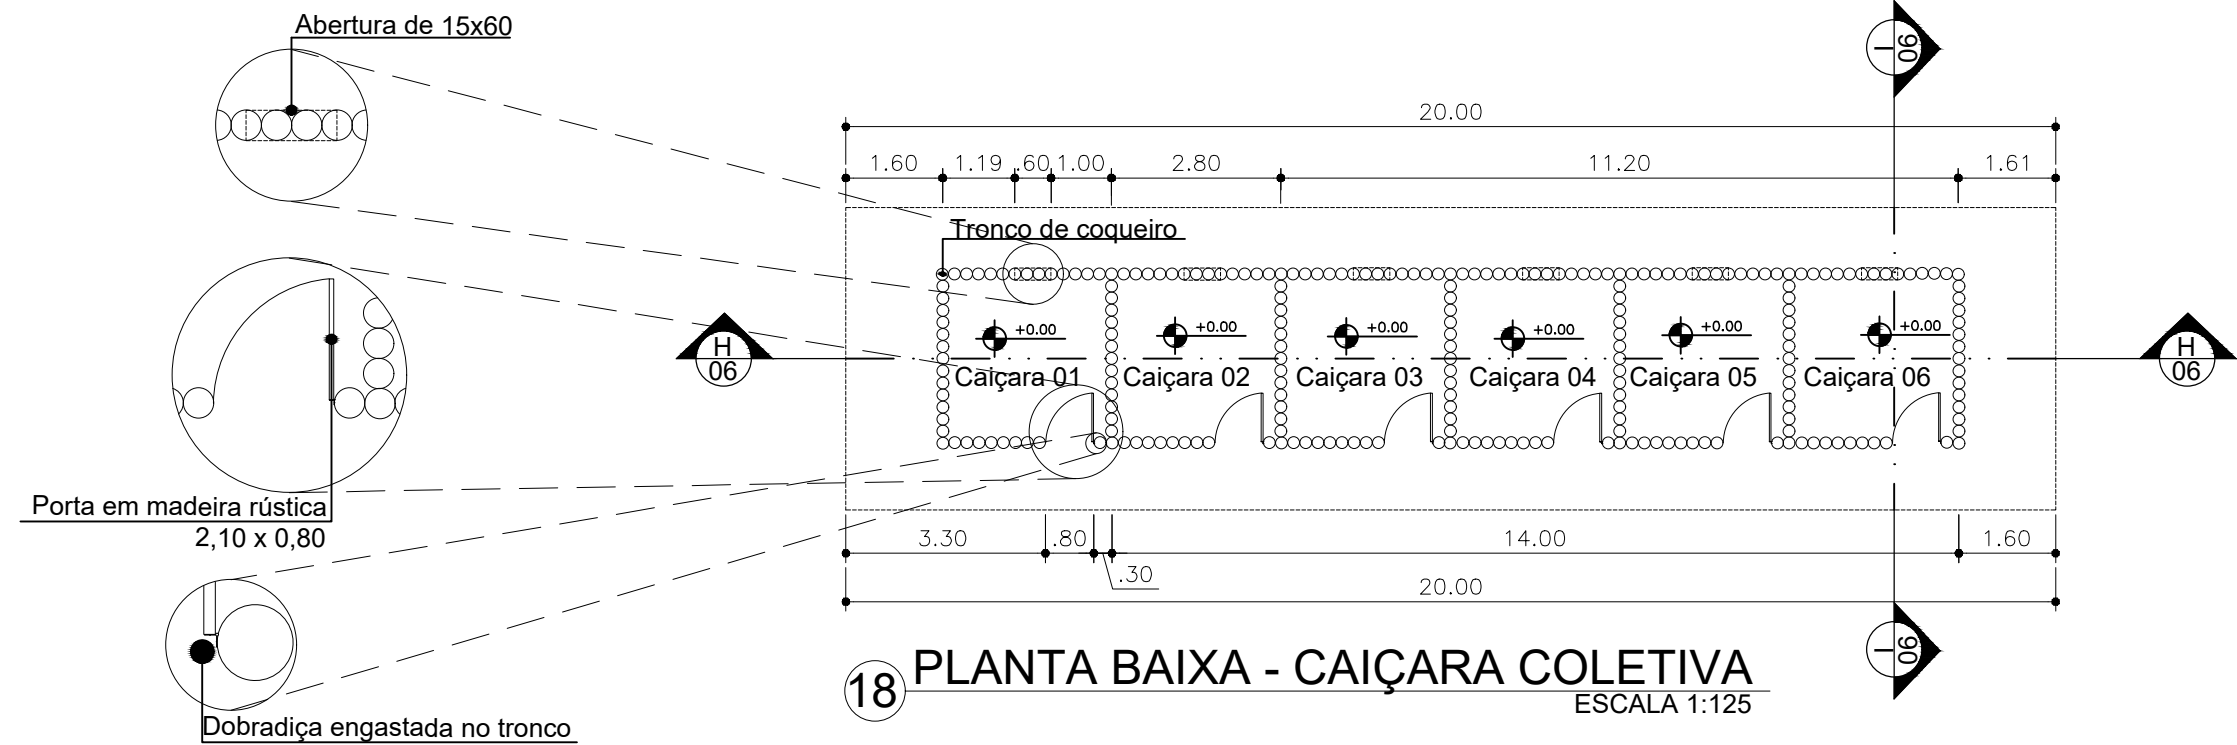 Abertura de 15x60
I
06
20.00
1.60 1.19 .60 1.00 2.80 11.20 1.61
Tronco de coqueiro
+0.00 +0.00 +0.00 +0.00 +0.00 +0.00
H
06
H
06
Caiçara 01 Caiçara 02 Caiçara 03 Caiçara 04 Caiçara 05 Caiçara 06
Porta em madeira rústica
2,10 x 0,80
3.30 .80 14.00 1.60
.30
20.00
I
06
18 PLANTA BAIXA - CAIÇARA COLETIVA
ESCALA 1:125
Dobradiça engastada no tronco